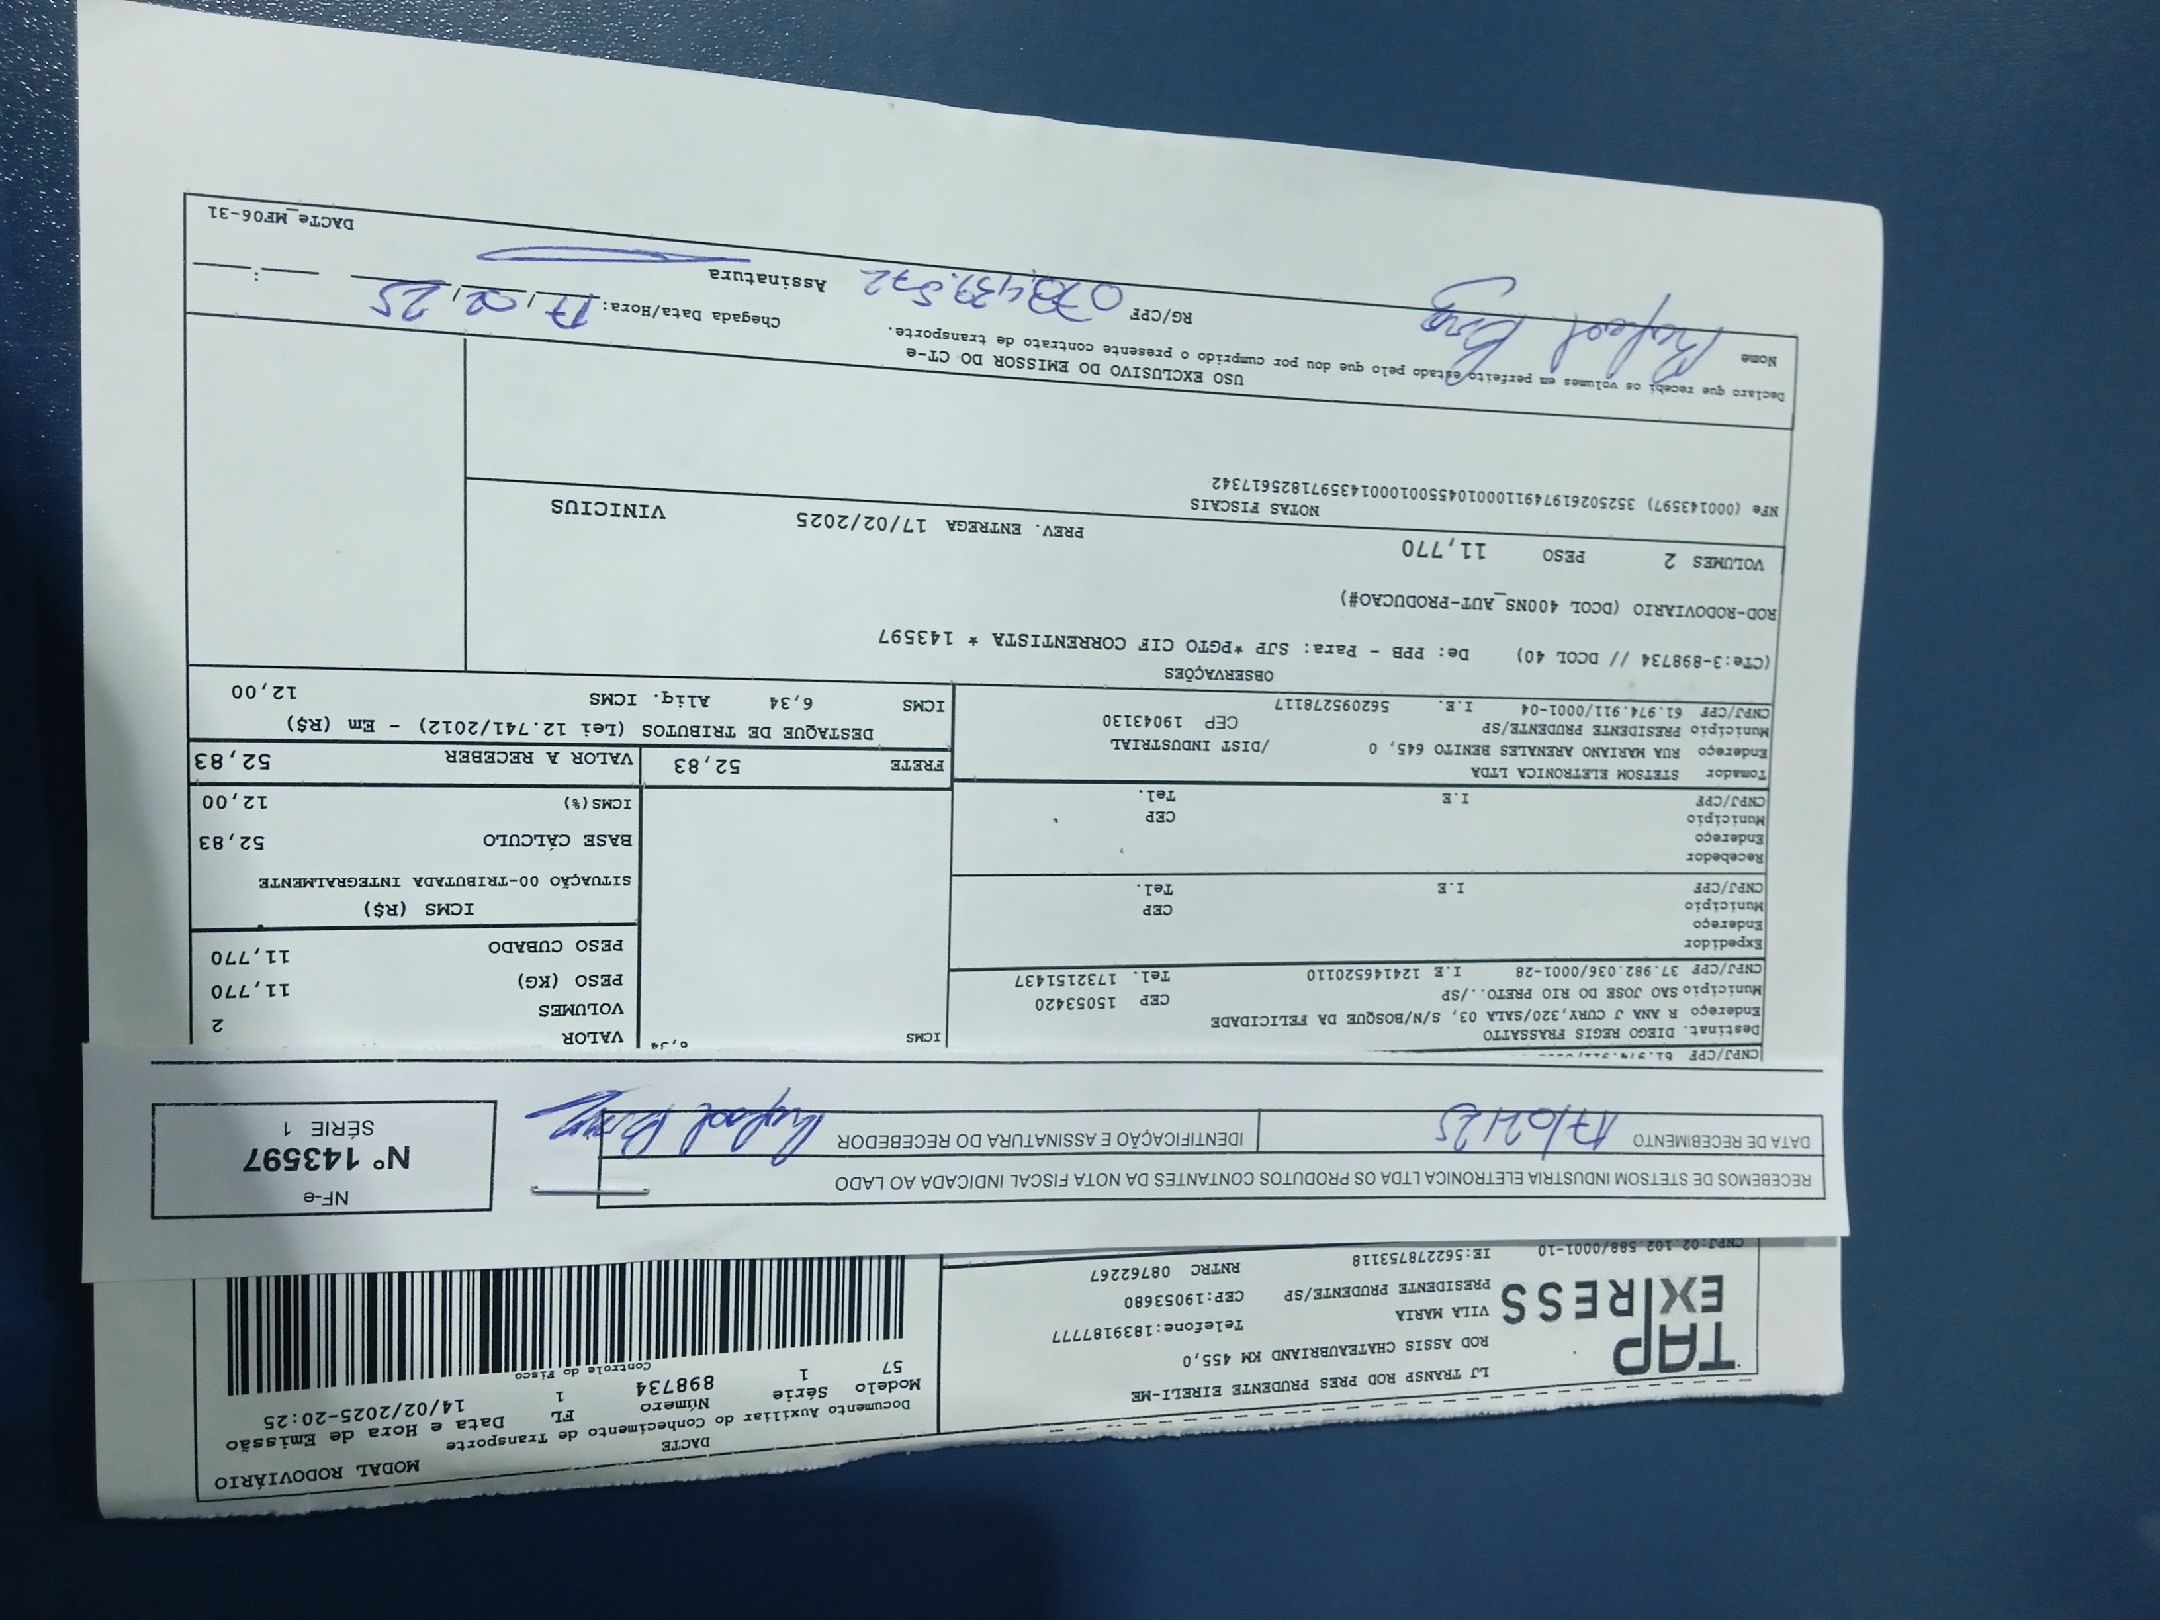 MODAL RODOVIÁRIO
DACTE
Documento Auxiliar do Conhecimento de Transporte
Modelo Série Número FL Data e Hora de Emissão
57 1 898734 1 14/02/2025-20:25
Controle do Fisco
TAP
EXPRESS
LJ TRANSP ROD PRES PRUDENTE EIRELI-ME
ROD ASSIS CHATEAUBRIAND KM 455,0
VILA MARIA Telefone:1839187777
PRESIDENTE PRUDENTE/SP CEP:19053680
CNPJ:02.102.588/0001-10 IE:562278753118 RNTRC 08762267
RECEBEMOS DE STETSOM INDUSTRIA ELETRONICA LTDA OS PRODUTOS CONTANTES DA NOTA FISCAL INDICADA AO LADO
DATA DE RECEBIMENTO 17/02/25 IDENTIFICAÇÃO E ASSINATURA DO RECEBEDOR
NF-e
Nº 143597
SÉRIE 1
CNPJ/CPF
Destinat. DIEGO REGIS FRASSATTO
Endereço R ANA J CURY,320/SALA 03, S/N/BOSQUE DA FELICIDADE
Município SAO JOSE DO RIO PRETO../SP CEP 15053420
CNPJ/CPF 37.982.036/0001-28 I.E 124146520110 Tel. 1732151437
Expedidor
Endereço
Município CEP
CNPJ/CPF I.E Tel.
Recebedor
Endereço
Município CEP
CNPJ/CPF I.E Tel.
Tomador STETSOM ELETRONICA LTDA
Endereço RUA MARIANO ARENALES BENITO 645, 0 /DIST INDUSTRIAL
Município PRESIDENTE PRUDENTE/SP CEP 19043130
CNPJ/CPF 61.974.911/0001-04 I.E. 562095278117
ICMS
VALOR
VOLUMES 2
PESO (KG) 11,770
PESO CUBADO 11,770
ICMS (R$)
SITUAÇÃO 00-TRIBUTADA INTEGRALMENTE
BASE CÁLCULO 52,83
ICMS(%) 12,00
FRETE 52,83 VALOR A RECEBER 52,83
DESTAQUE DE TRIBUTOS (Lei 12.741/2012) - Em (R$)
ICMS 6,34 Aliq. ICMS 12,00
OBSERVAÇÕES
(CTe:3-898734 // DCOL 40) De: PPB - Para: SJP *PGTO CIF CORRENTISTA * 143597
ROD-RODOVIARIO (DCOL 400NS_AUT-PRODUCAO#)
VOLUMES 2 PESO 11,770 PREV. ENTREGA 17/02/2025 VINICIUS
NOTAS FISCAIS
NFe (000143597) 35250261974911000104550010001435971825617342
USO EXCLUSIVO DO EMISSOR DO CT-e
Declaro que recebi os volumes em perfeito estado pelo que dou por cumprido o presente contrato de transporte.
Nome Rafael RG/CPF 078,439.572 Assinatura
Chegada Data/Hora: 17/02/25 :
DACTe_MF06-31